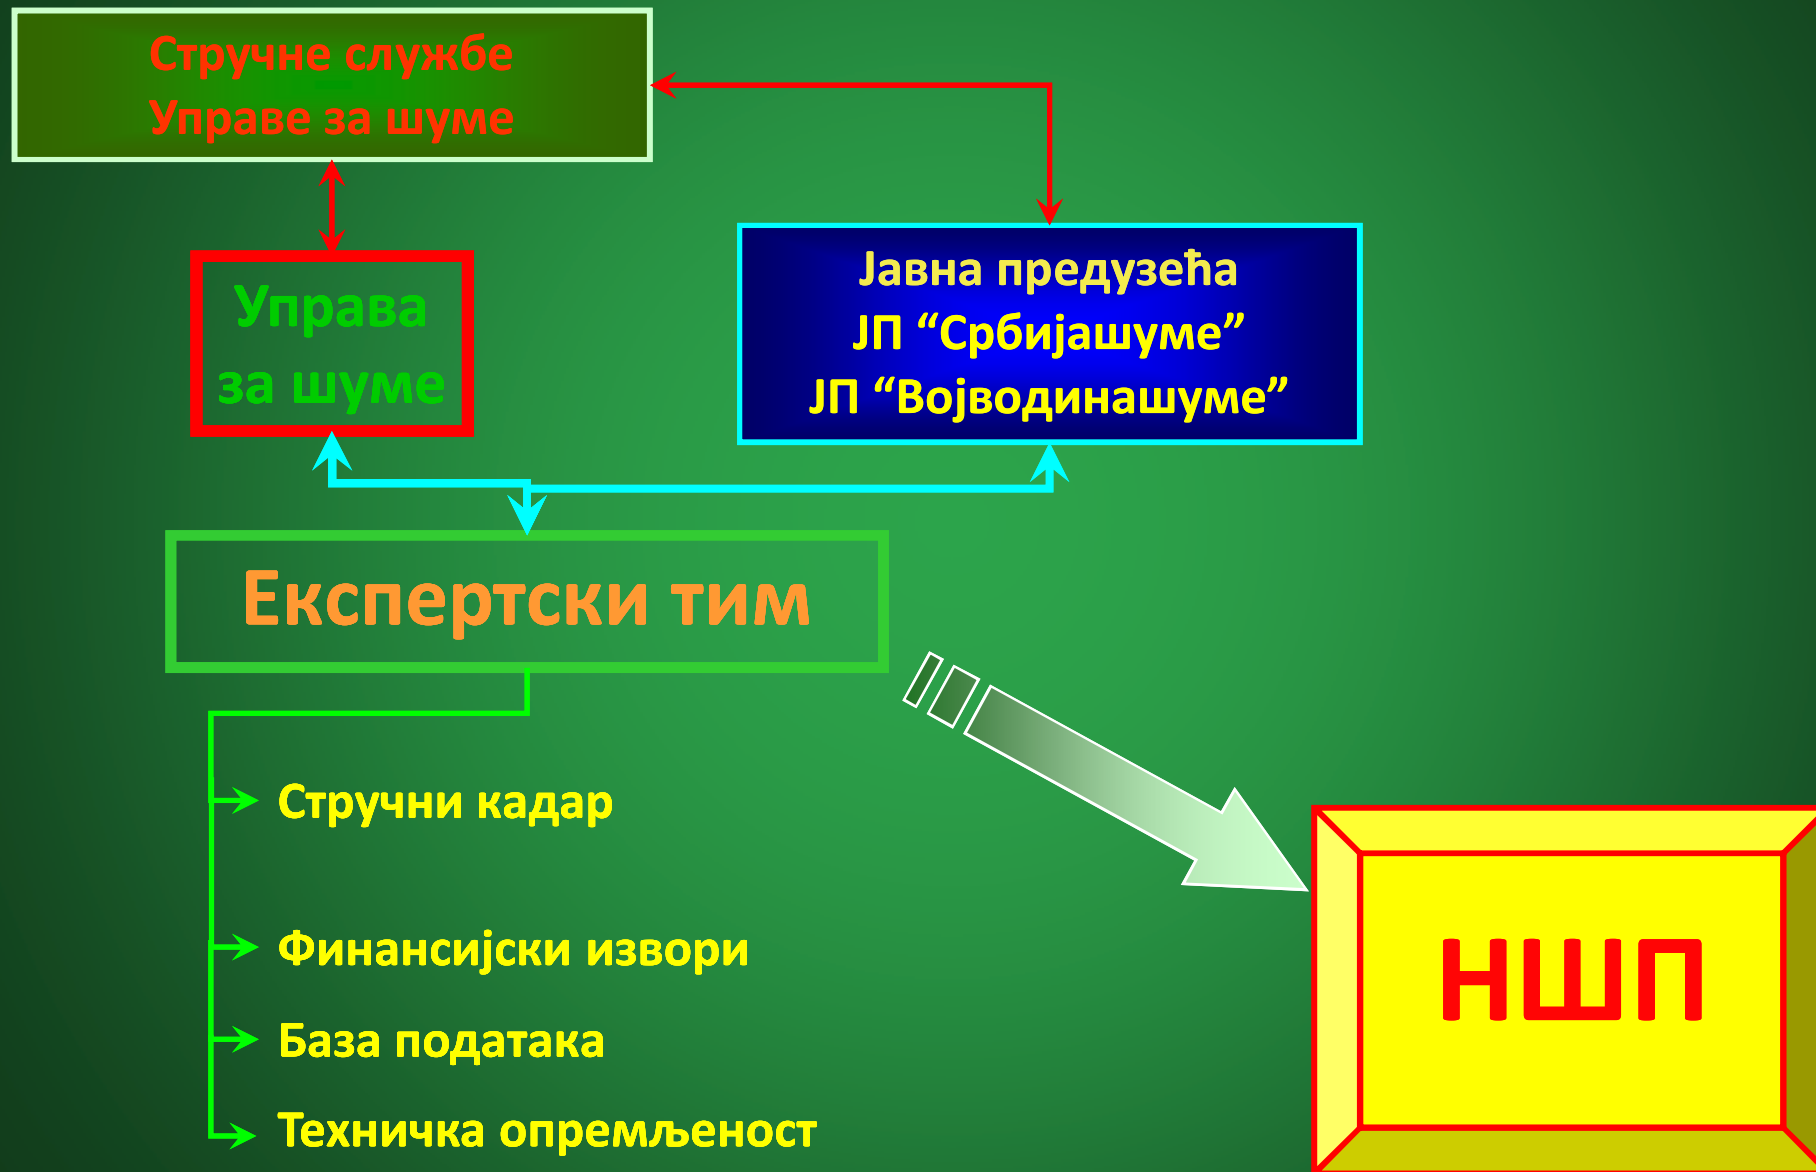 Стручне службе
Управе за шуме
Управа
за шуме
Јавна предузећа
ЈП “Србијашуме”
ЈП “Војводинашуме”
Експертски тим
Стручни кадар
Финансијски извори
База података
Техничка опремљеност
НШП